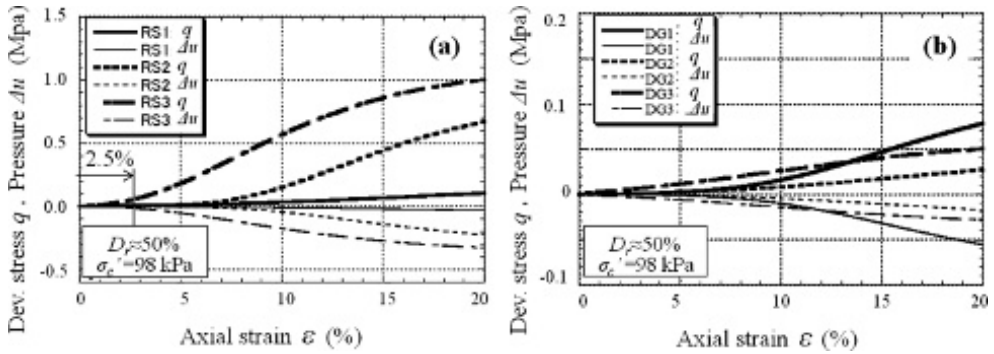 Dev. stress q , Pressure Δu (Mpa)
1.5
1.0
0.5
0.0
-0.5
RS1 q
RS1 Δu
RS2 q
RS2 Δu
RS3 q
RS3 Δu
(a)
2.5%
Dr≈50%
σc´=98 kPa
0 5 10 15 20
Axial strain ε (%)
Dev. stress q , Pressure Δu (Mpa)
0.2
0.1
0
-0.1
DG1 q
DG1 Δu
DG2 q
DG2 Δu
DG3 q
DG3 Δu
(b)
Dr≈50%
σc´=98 kPa
0 5 10 15 20
Axial strain ε (%)